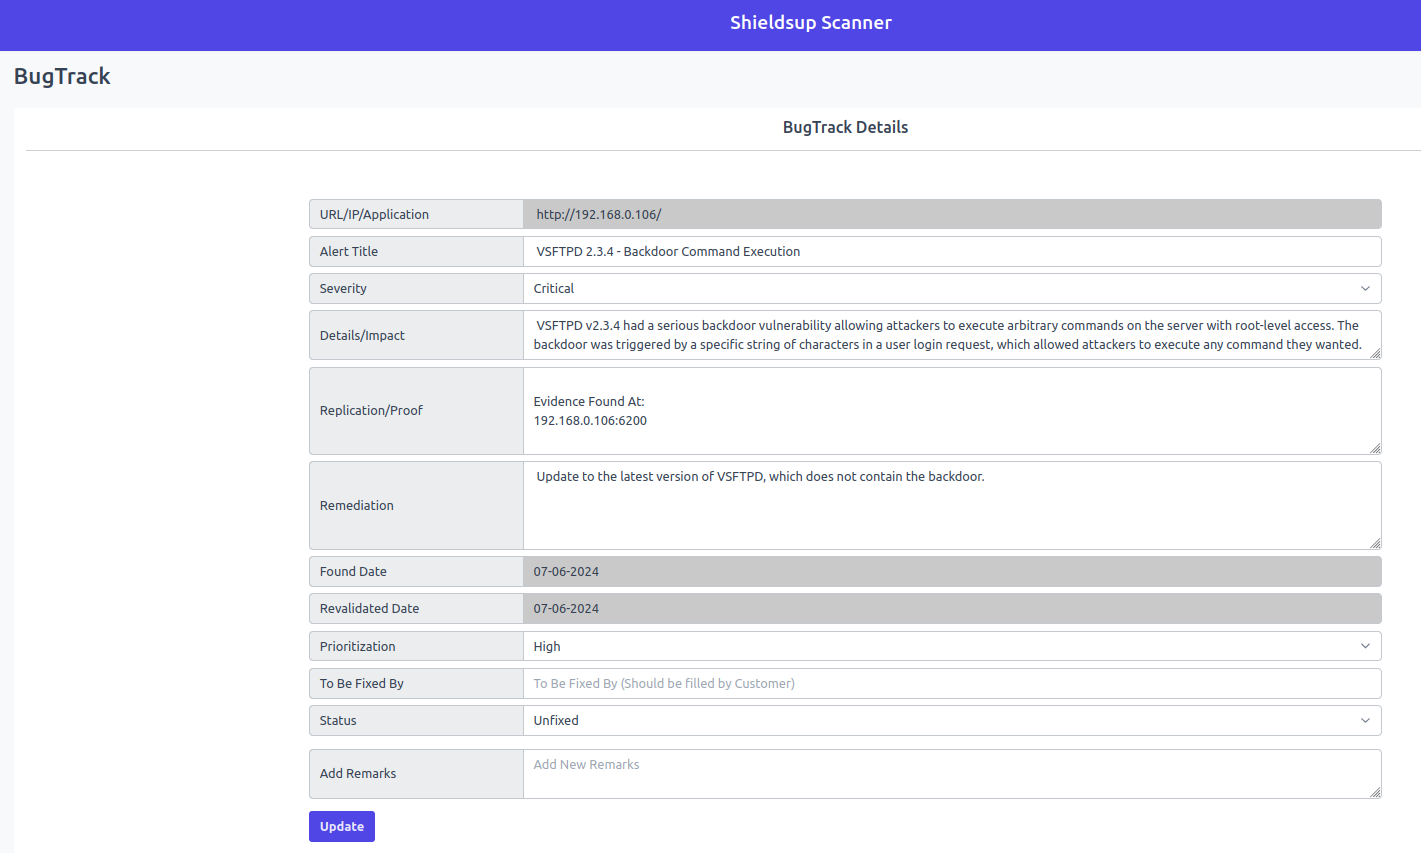 Shieldsup Scanner
BugTrack
BugTrack Details
URL/IP/Application
http://192.168.0.106/
Alert Title
VSFTPD 2.3.4 - Backdoor Command Execution
Severity
Critical
Details/Impact
VSFTPD v2.3.4 had a serious backdoor vulnerability allowing attackers to execute arbitrary commands on the server with root-level access. The
backdoor was triggered by a specific string of characters in a user login request, which allowed attackers to execute any command they wanted.
Replication/Proof
Evidence Found At:
192.168.0.106:6200
Remediation
Update to the latest version of VSFTPD, which does not contain the backdoor.
Found Date
07-06-2024
Revalidated Date
07-06-2024
Prioritization
High
To Be Fixed By
To Be Fixed By (Should be filled by Customer)
Status
Unfixed
Add Remarks
Add New Remarks
Update